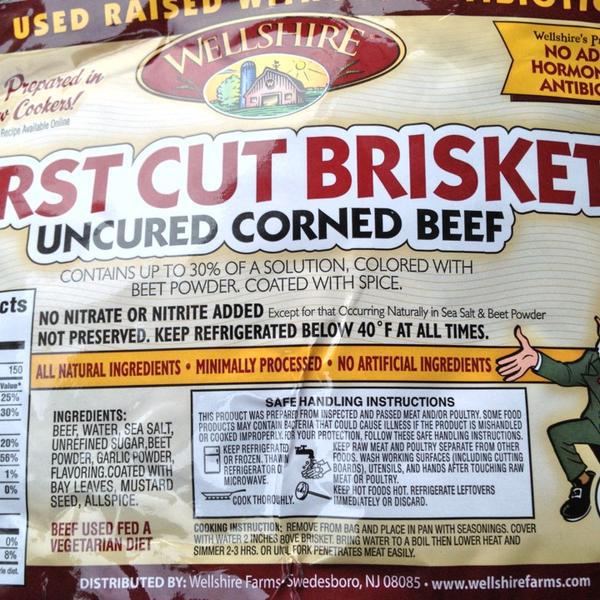 USED RAISED
WELLSHIRE
Wellshire's
NO AD
HORMON
ANTIBIO
Prepared in
w Cookers!
Recipe Available Online
RST CUT BRISKET
UNCURED CORNED BEEF
CONTAINS UP TO 30% OF A SOLUTION, COLORED WITH
BEET POWDER. COATED WITH SPICE.
NO NITRATE OR NITRITE ADDED Except for that Occurring Naturally in Sea Salt & Beet Powder
NOT PRESERVED. KEEP REFRIGERATED BELOW 40°F AT ALL TIMES.
ALL NATURAL INGREDIENTS • MINIMALLY PROCESSED • NO ARTIFICIAL INGREDIENTS
cts
150
Value*
25%
30%
20%
56%
1%
0%
0%
8%
rie diet.
INGREDIENTS:
BEEF, WATER, SEA SALT,
UNREFINED SUGAR,BEET
POWDER, GARLIC POWDER,
FLAVORING.COATED WITH
BAY LEAVES, MUSTARD
SEED, ALLSPICE.
BEEF USED FED A
VEGETARIAN DIET
SAFE HANDLING INSTRUCTIONS
THIS PRODUCT WAS PREPARED FROM INSPECTED AND PASSED MEAT AND/OR POULTRY. SOME FOOD
PRODUCTS MAY CONTAIN BACTERIA THAT COULD CAUSE ILLNESS IF THE PRODUCT IS MISHANDLED
OR COOKED IMPROPERLY. FOR YOUR PROTECTION, FOLLOW THESE SAFE HANDLING INSTRUCTIONS.
KEEP REFRIGERATED
OR FROZEN. THAW IN
REFRIGERATOR OR
MICROWAVE.
COOK THOROUGHLY.
KEEP RAW MEAT AND POULTRY SEPARATE FROM OTHER
FOODS. WASH WORKING SURFACES (INCLUDING CUTTING
BOARDS), UTENSILS, AND HANDS AFTER TOUCHING RAW
MEAT OR POULTRY.
KEEP HOT FOODS HOT. REFRIGERATE LEFTOVERS
IMMEDIATELY OR DISCARD.
COOKING INSTRUCTION: REMOVE FROM BAG AND PLACE IN PAN WITH SEASONINGS. COVER
WITH WATER 2 INCHES BOVE BRISKET. BRING WATER TO A BOIL THEN LOWER HEAT AND
SIMMER 2-3 HRS. OR UNIL FORK PENETRATES MEAT EASILY.
DISTRIBUTED BY: Wellshire Farms Swedesboro, NJ 08085 • www.wellshirefarms.com